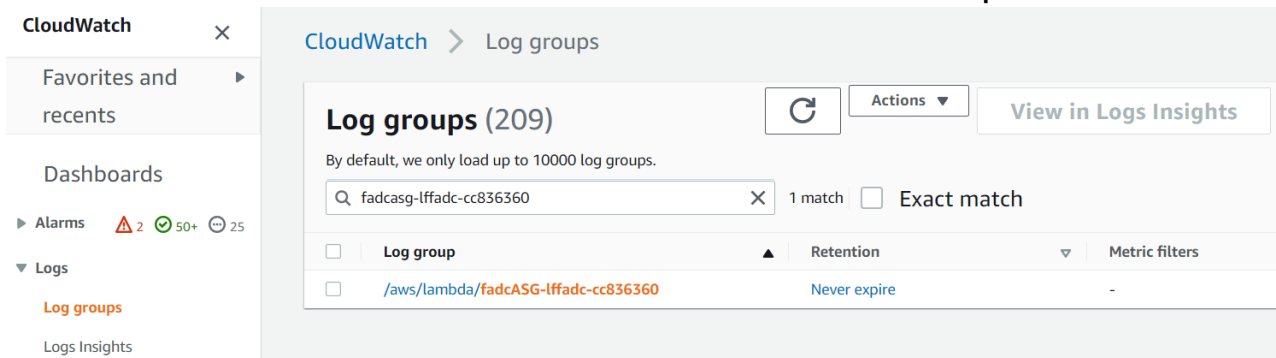 CloudWatch
Favorites and
recents
Dashboards
Alarms 2 50+ 25
Logs
Log groups
Logs Insights
CloudWatch > Log groups
Log groups (209)
Actions
View in Logs Insights
By default, we only load up to 10000 log groups.
fadcasg-lffadc-cc836360
1 match
Exact match
Log group Retention Metric filters
/aws/lambda/fadcASG-lffadc-cc836360 Never expire -